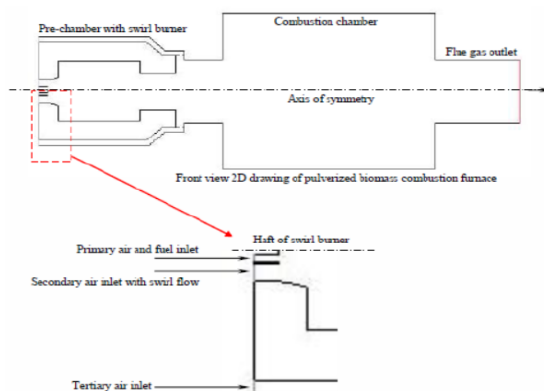 Combustion chamber
Pre-chamber with swirl burner
Flue gas outlet
Axis of symmetry
Front view 2D drawing of pulverized biomass combustion furnace
Haft of swirl burner
Primary air and fuel inlet
Secondary air inlet with swirl flow
Tertiary air inlet